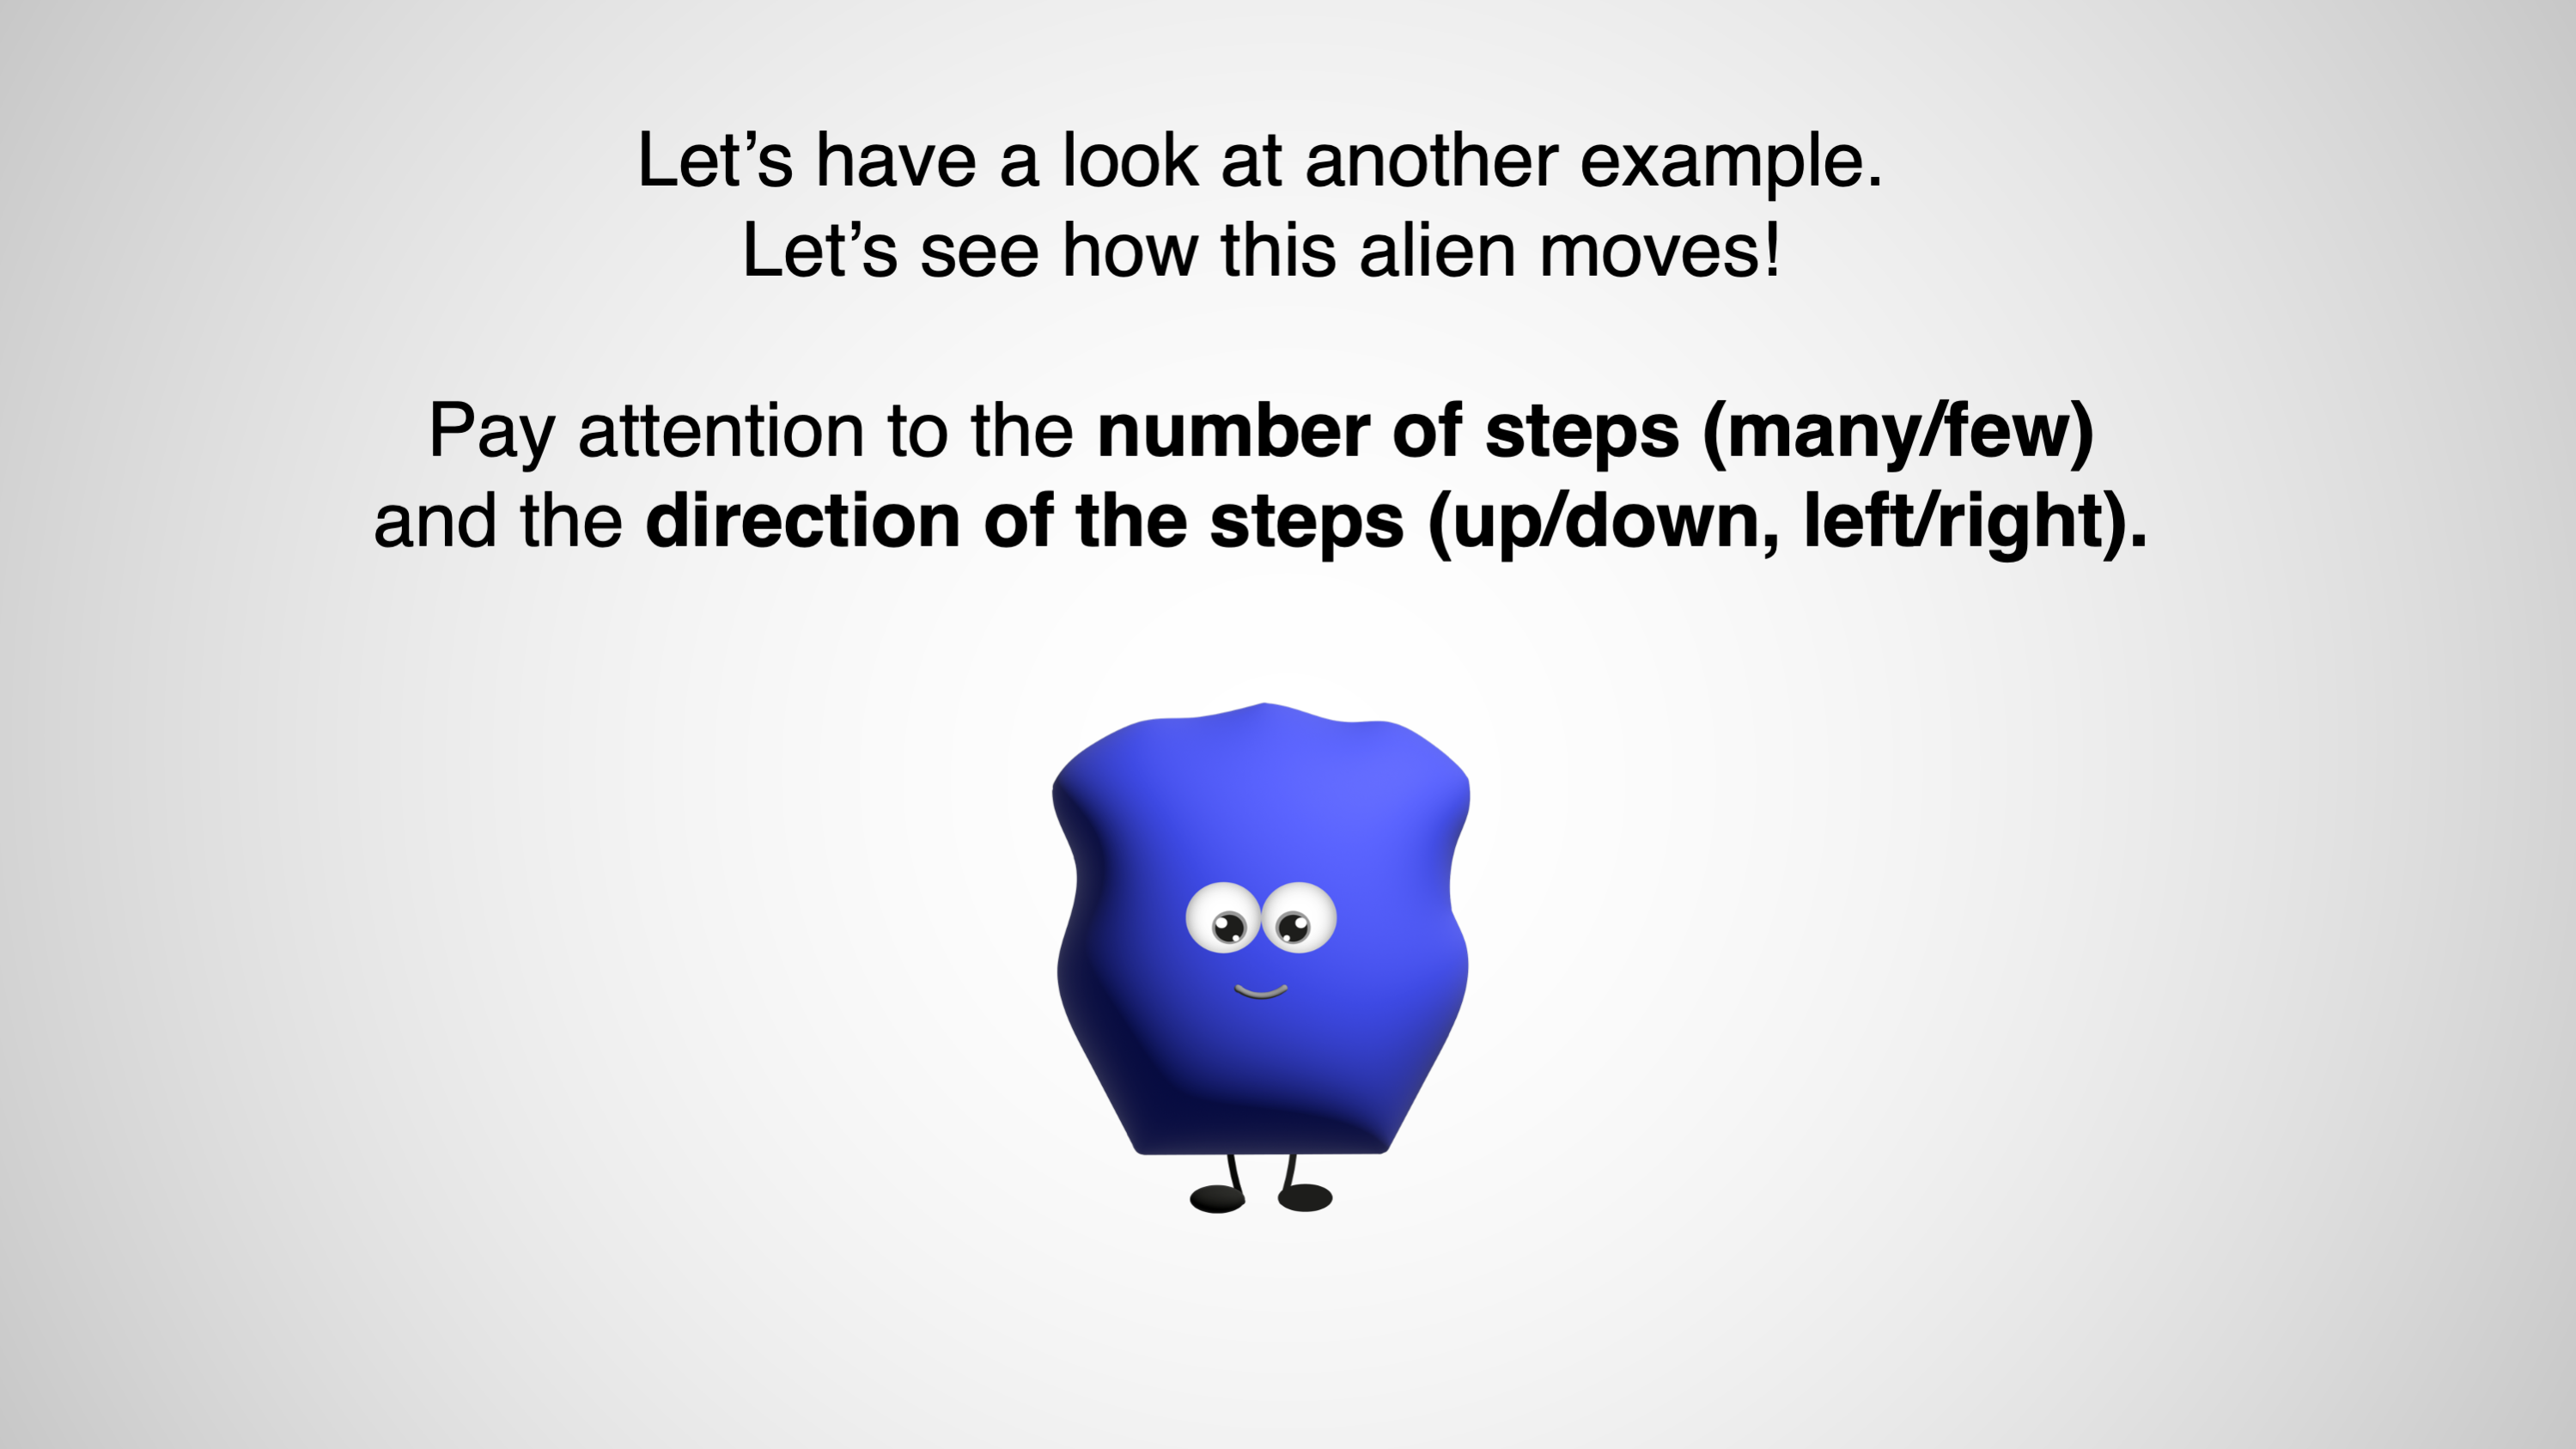 Let’s have a look at another example.
Let’s see how this alien moves!
Pay attention to the number of steps (many/few)
and the direction of the steps (up/down, left/right).